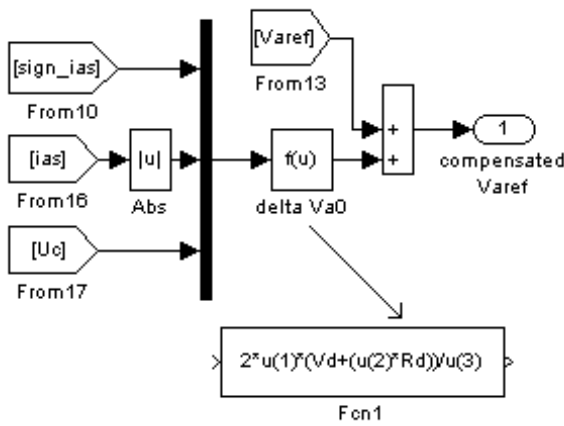 [sign_ias]
From10
[ias]
From16
|u|
Abs
[Uc]
From17
[Varef]
From13
f(u)
delta Va0
+
+
1
compensated
Varef
2*u(1)*(Vd+(u(2)*Rd))/u(3)
Fcn1